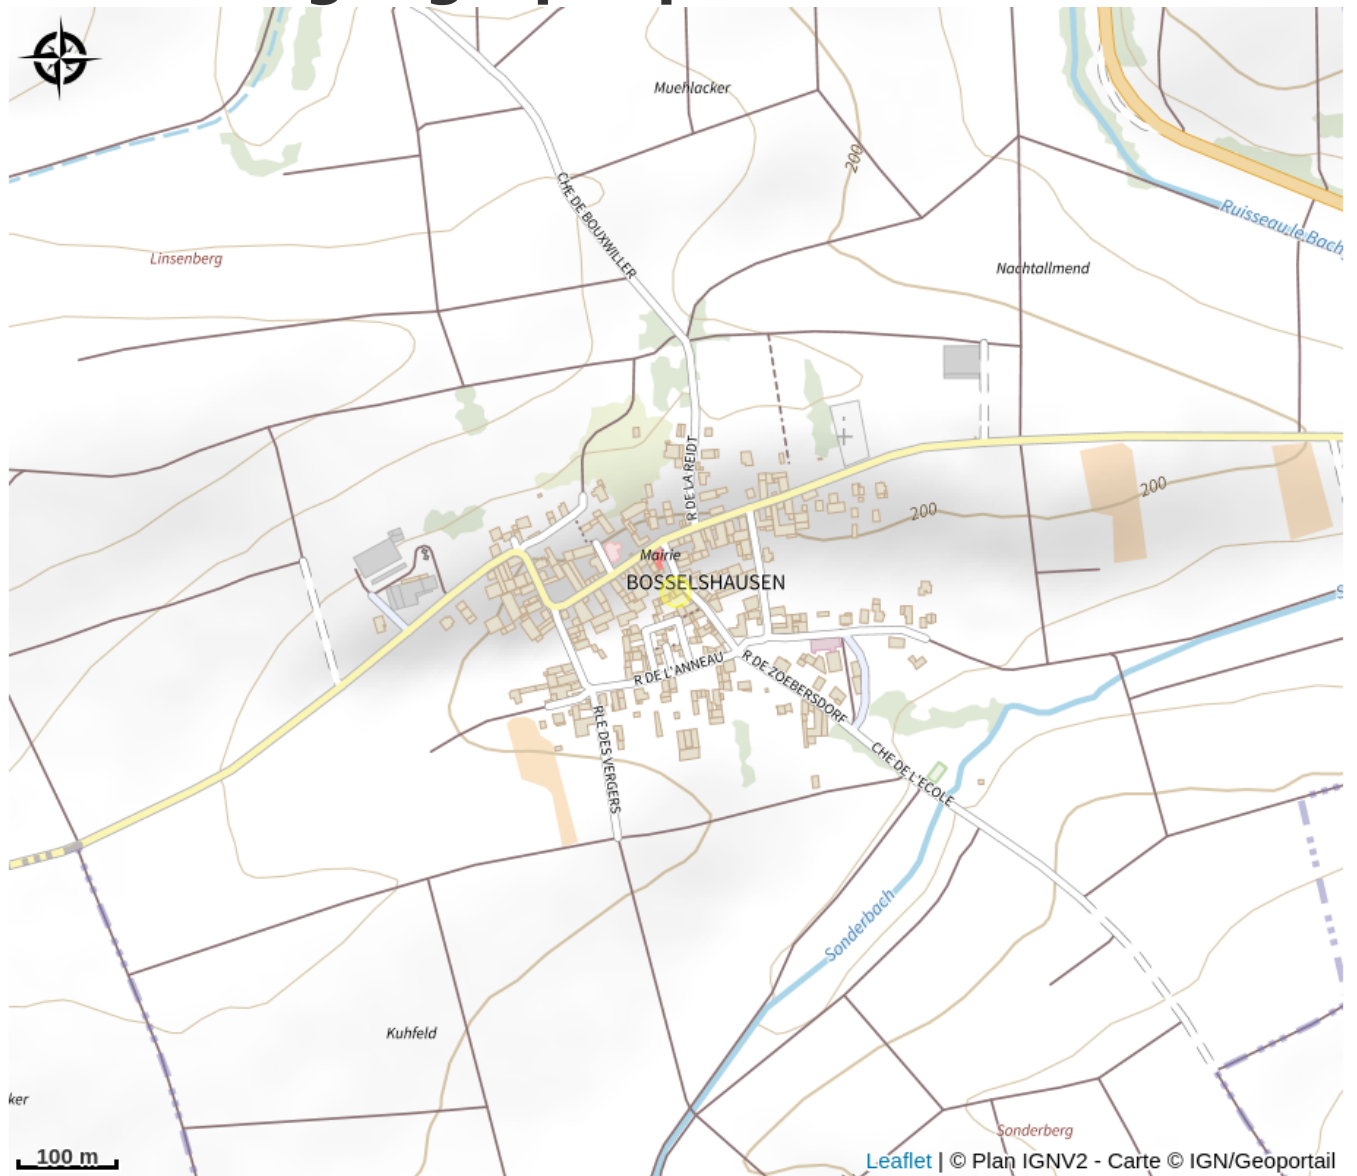 Muehlacker
200
CHE DE BOUXWILLER
Ruisseau le Bach
Linsenberg
Nachtallmend
R DE LA REIDT
200
200
Mairie
BOSSELSHAUSEN
R DE L'ANNEAU
R DE ZOEBERSDORF
RLE DES VERGERS
CHE DE L'ECOLE
Sonderbach
Kuhfeld
ker
Sonderberg
100 m
Leaflet | © Plan IGNV2 - Carte © IGN/Geoportail